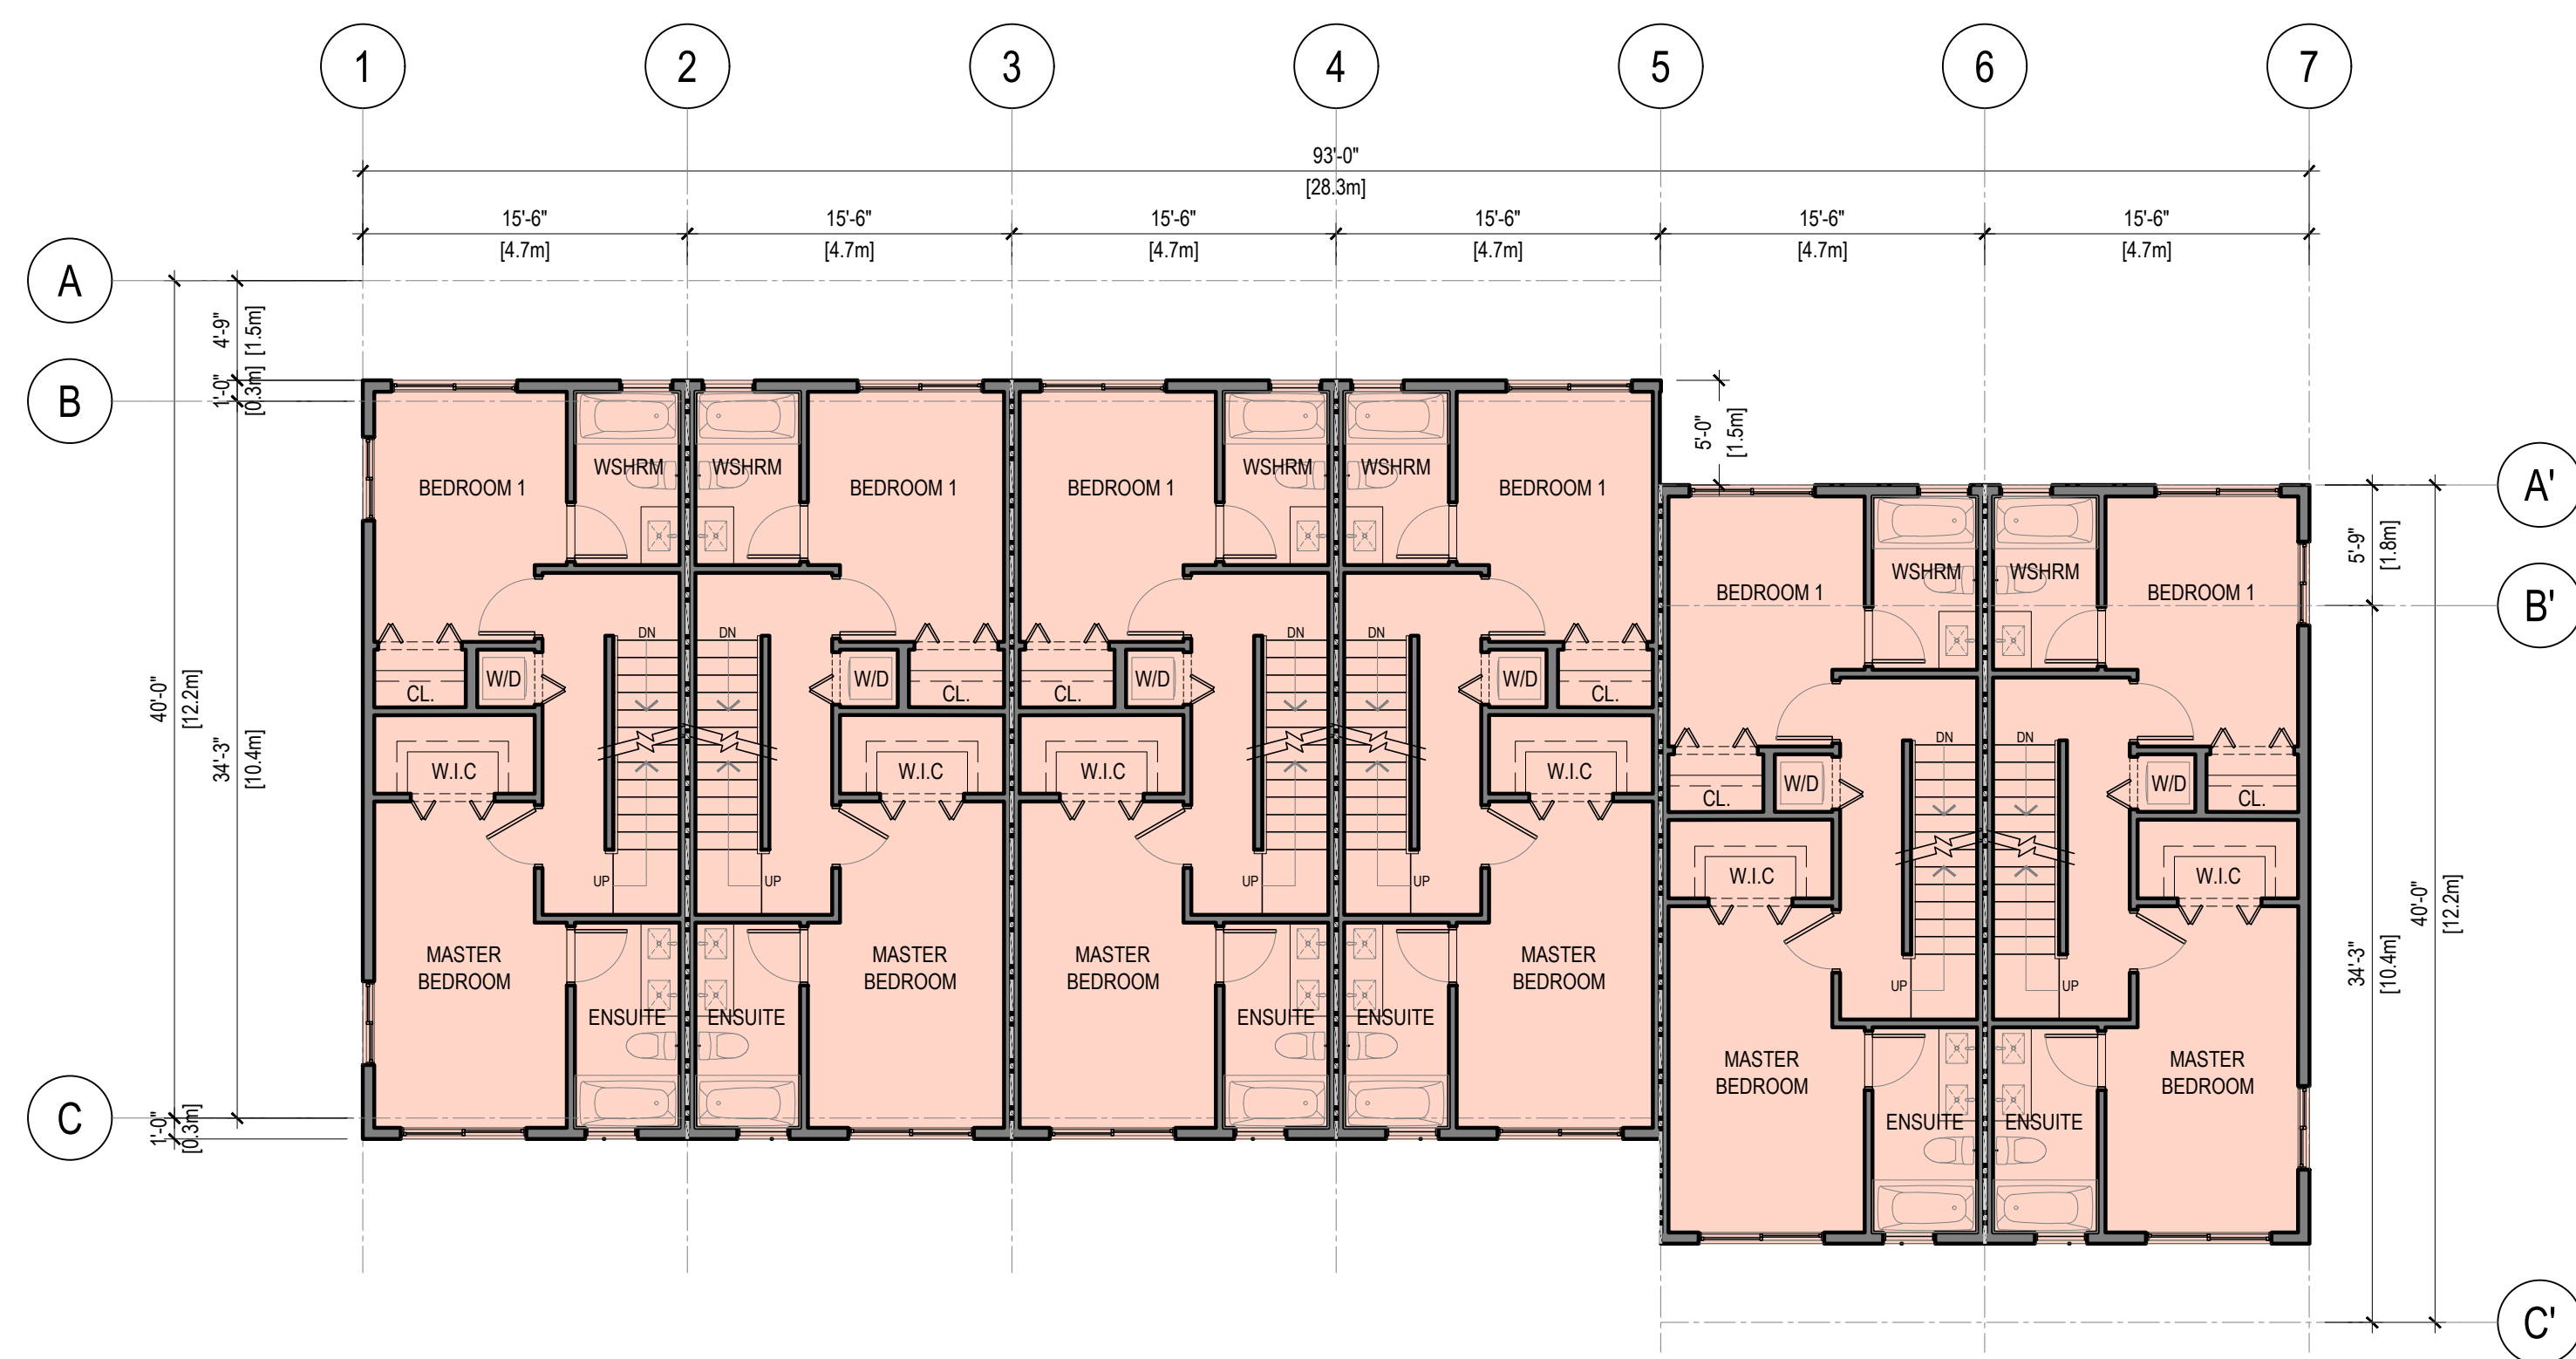 1 2 3 4 5 6 7
93'-0"
[28.3m]
15'-6" 15'-6" 15'-6" 15'-6" 15'-6" 15'-6"
[4.7m] [4.7m] [4.7m] [4.7m] [4.7m] [4.7m]
A
4'-9" [1.5m]
B
1'-0" [0.3m]
5'-0" [1.5m]
WSHRM WSHRM WSHRM WSHRM
BEDROOM 1 BEDROOM 1 BEDROOM 1 BEDROOM 1
A'
5'-9" [1.8m]
WSHRM WSHRM
BEDROOM 1 BEDROOM 1
B'
DN DN DN DN
W/D W/D W/D W/D
CL. CL. CL. CL.
40'-0" [12.2m]
34'-3" [10.4m]
DN DN
W.I.C W.I.C W.I.C W.I.C
W/D W/D
CL. CL.
UP UP UP UP
W.I.C W.I.C
MASTER MASTER MASTER MASTER
BEDROOM BEDROOM BEDROOM BEDROOM
34'-3" [10.4m]
40'-0" [12.2m]
UP UP
ENSUITE ENSUITE ENSUITE ENSUITE
MASTER MASTER
BEDROOM BEDROOM
C
1'-0" [0.3m]
ENSUITE ENSUITE
C'